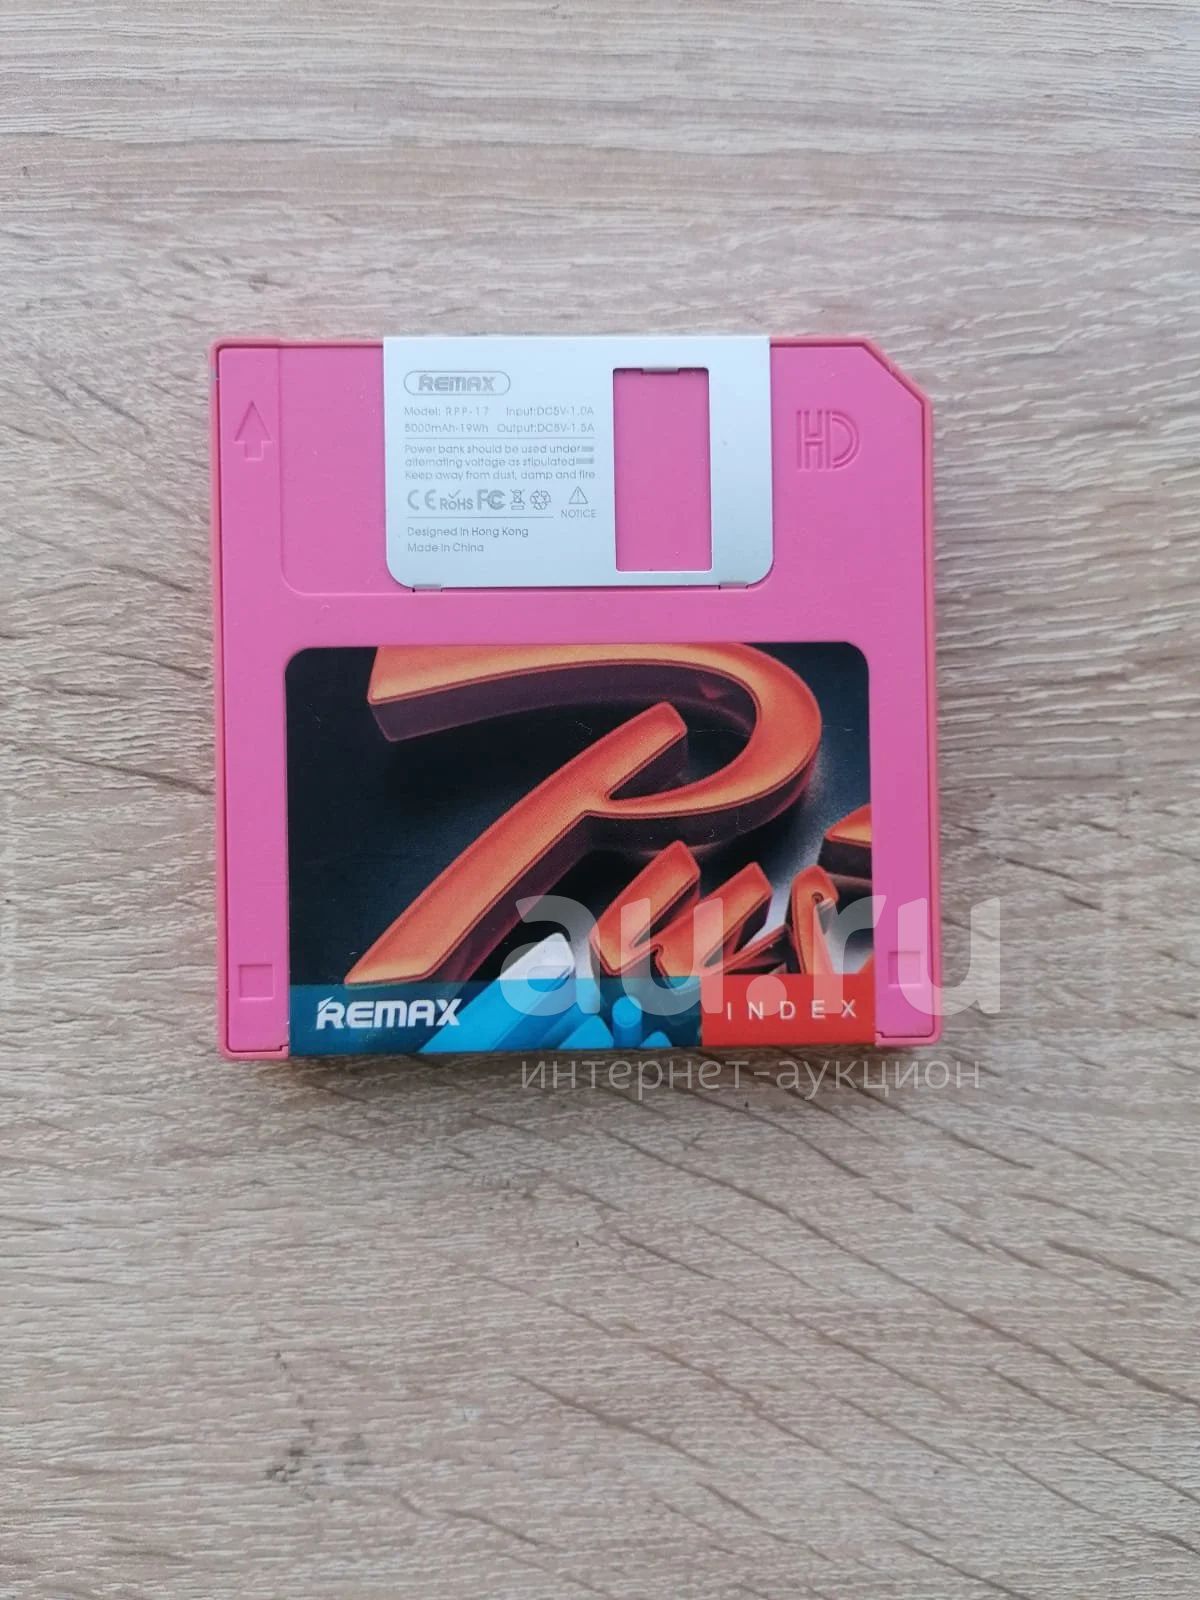 REMAX
Model: RPP-17 Input:DC5V-1.0A
5000mAh-19Wh Output:DC5V-1.5A
Power bank should be used under
alternating voltage as stipulated
Keep away from dust, damp and fire
CE RoHS FC
NOTICE
Designed in Hong Kong
Made in China
HD
REMAX
INDEX
au.ru
интернет-аукцион